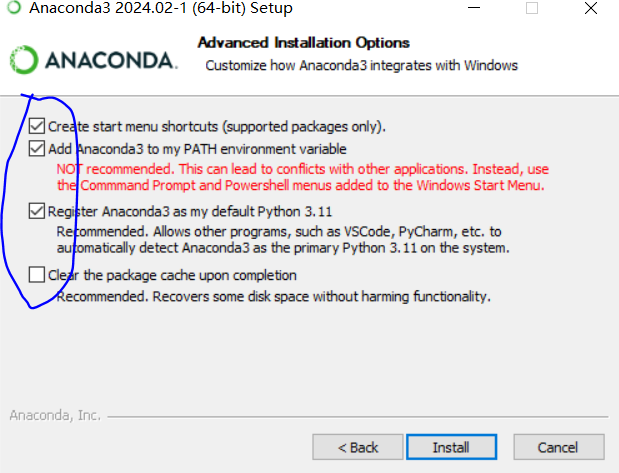 Anaconda3 2024.02-1 (64-bit) Setup
ANACONDA.
Advanced Installation Options
Customize how Anaconda3 integrates with Windows
Create start menu shortcuts (supported packages only).
Add Anaconda3 to my PATH environment variable
NOT recommended. This can lead to conflicts with other applications. Instead, use
the Commmand Prompt and Powershell menus added to the Windows Start Menu.
Register Anaconda3 as my default Python 3.11
Recommended. Allows other programs, such as VSCode, PyCharm, etc. to
automatically detect Anaconda3 as the primary Python 3.11 on the system.
Clear the package cache upon completion
Recommended. Recovers some disk space without harming functionality.
Anaconda, Inc.
< Back
Install
Cancel